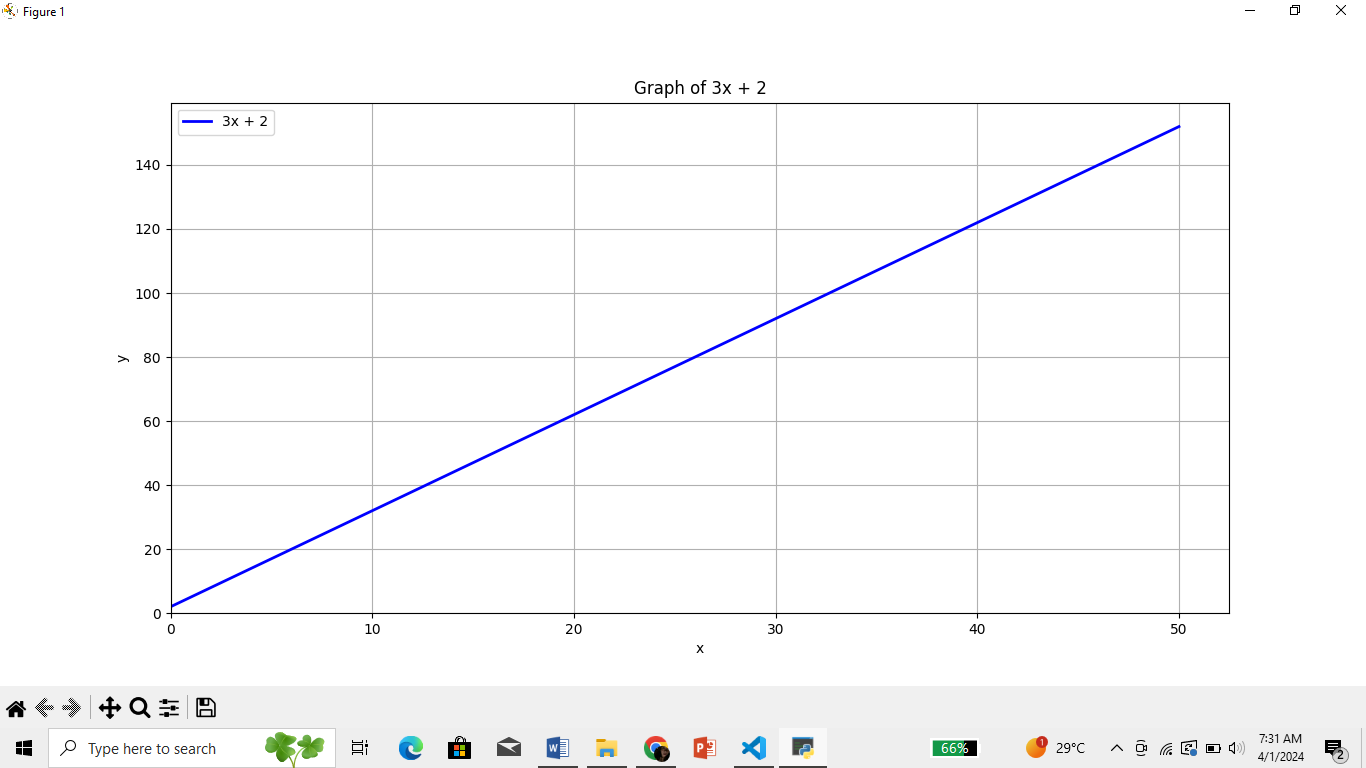 Figure 1
Graph of 3x + 2
3x + 2
140
120
100
80
60
40
20
0
y
0 10 20 30 40 50
x
Type here to search
66%
1
29°C
7:31 AM
4/1/2024
2